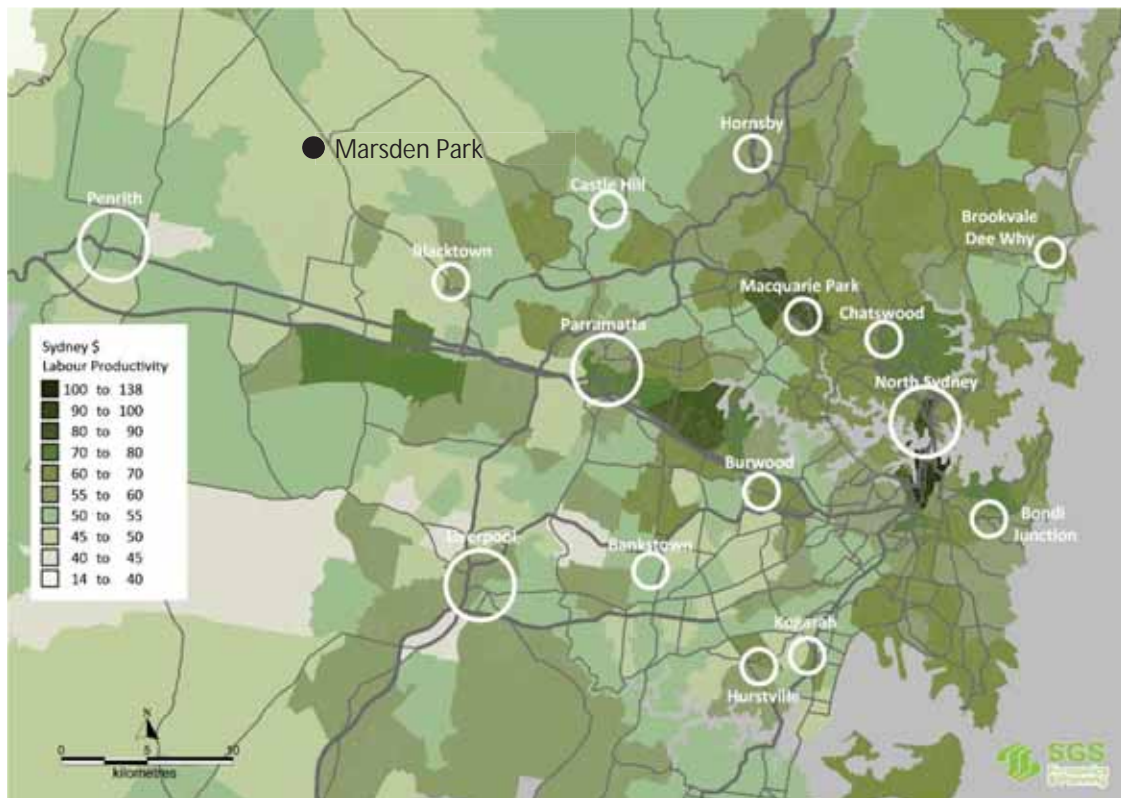 Hornsby
Marsden Park
Castle Hill
Penrith
Brookvale
Dee Why
Blacktown
Macquarie Park
Chatswood
Parramatta
North Sydney
Sydney $
Labour Productivity
100 to 138
90 to 100
80 to 90
70 to 80
60 to 70
55 to 60
50 to 55
45 to 50
40 to 45
14 to 40
Burwood
Bondi
Junction
Liverpool
Bankstown
Kogarah
Hurstville
N
0 5 10
kilometres
SGS